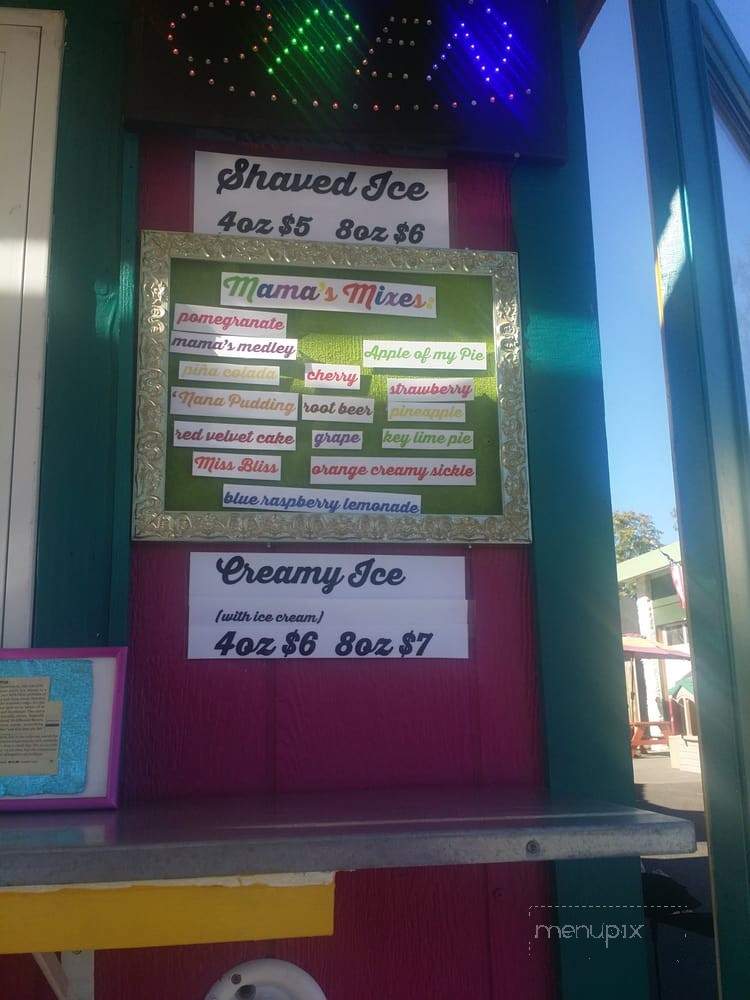 OPEN
Shaved Ice
4oz $5 8oz $6
Mama's Mixes:
pomegranate
mama's medley
Apple of my Pie
piña colada
cherry
strawberry
'Nana Pudding
root beer
pineapple
red velvet cake
grape
key lime pie
Miss Bliss
orange creamy sickle
blue raspberry lemonade
Creamy Ice
(with ice cream)
4oz $6 8oz $7
menupix